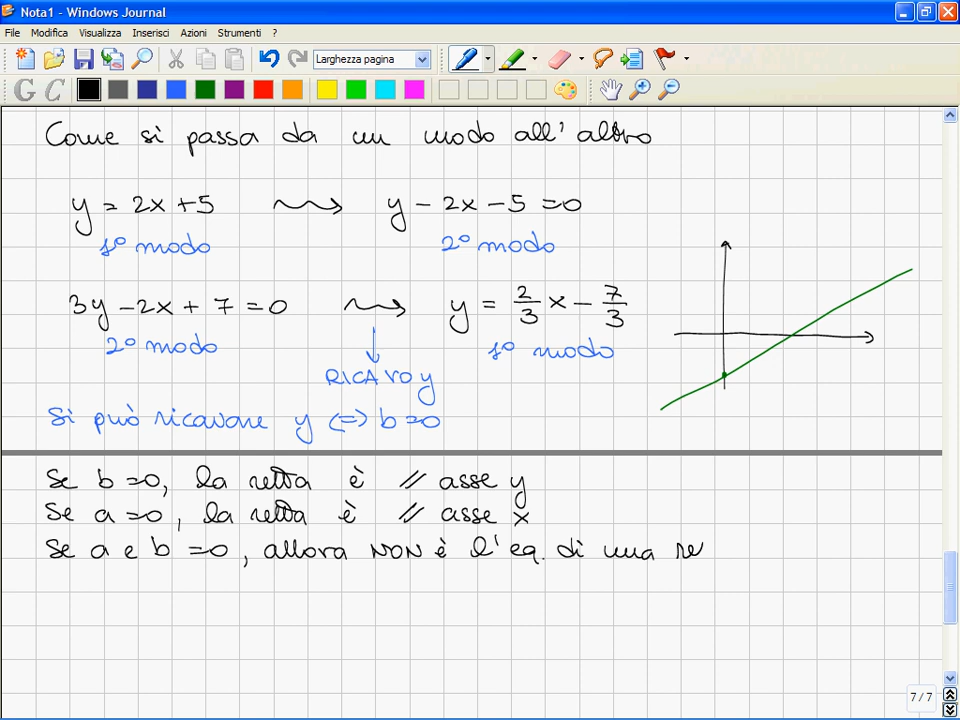 Nota1 - Windows Journal
File Modifica Visualizza Inserisci Azioni Strumenti ?
Larghezza pagina
G C
Come si passa da un modo all'altro
y = 2x + 5 y - 2x - 5 = 0
1° modo 2° modo
3y - 2x + 7 = 0 y = 2/3 x - 7/3
2° modo 1° modo
RICAVO y
Si può ricavare y <=> b = 0
Se b = 0, la retta è // asse y
Se a = 0, la retta è // asse x
Se a e b = 0, allora NON è l'eq. di una re
7 / 7